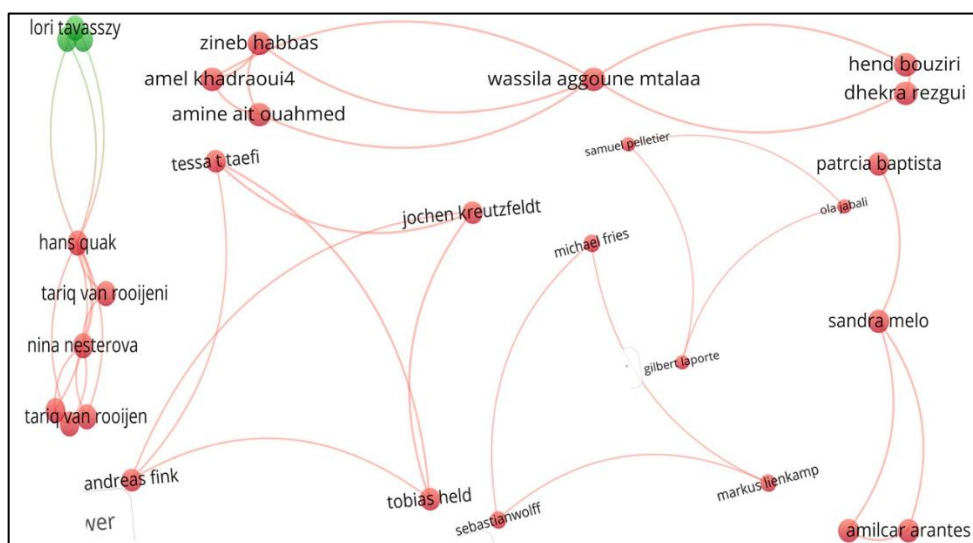 lori tavasszy
zineb habbas
amel khadraoui4
wassila aggoune mtalaa
hend bouziri
dhekra rezgui
amine ait ouahmed
samuel pelletier
tessa t taefi
patrcia baptista
jochen kreutzfeldt
ola jabali
hans quak
michael fries
tariq van rooijeni
sandra melo
nina nesterova
gilbert laporte
tariq van rooijen
andreas fink
markus lienkamp
tobias held
sebastianwolff
amilcar arantes
wer